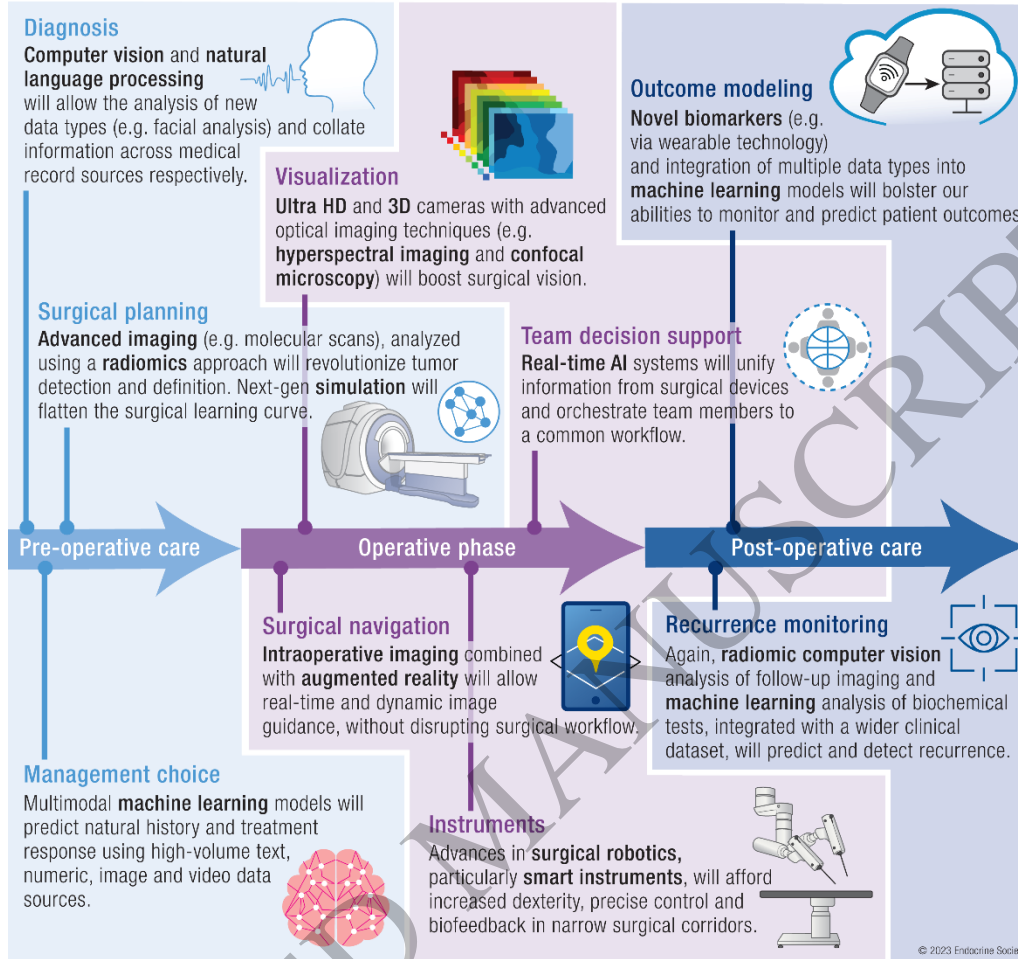 Diagnosis
Computer vision and natural
language processing
will allow the analysis of new
data types (e.g. facial analysis) and collate
information across medical
record sources respectively.
Visualization
Ultra HD and 3D cameras with advanced
optical imaging techniques (e.g.
hyperspectral imaging and confocal
microscopy) will boost surgical vision.
Outcome modeling
Novel biomarkers (e.g.
via wearable technology)
and integration of multiple data types into
machine learning models will bolster our
abilities to monitor and predict patient outcomes
Surgical planning
Advanced imaging (e.g. molecular scans), analyzed
using a radiomics approach will revolutionize tumor
detection and definition. Next-gen simulation will
flatten the surgical learning curve.
Team decision support
Real-time AI systems will unify
information from surgical devices
and orchestrate team members to
a common workflow.
Pre-operative care
Operative phase
Post-operative care
Surgical navigation
Intraoperative imaging combined
with augmented reality will allow
real-time and dynamic image
guidance, without disrupting surgical workflow.
Recurrence monitoring
Again, radiomic computer vision
analysis of follow-up imaging and
machine learning analysis of biochemical
tests, integrated with a wider clinical
dataset, will predict and detect recurrence.
Management choice
Multimodal machine learning models will
predict natural history and treatment
response using high-volume text,
numeric, image and video data
sources.
Instruments
Advances in surgical robotics,
particularly smart instruments, will afford
increased dexterity, precise control and
biofeedback in narrow surgical corridors.
© 2023 Endocrine Socie
D MANUSCRIP